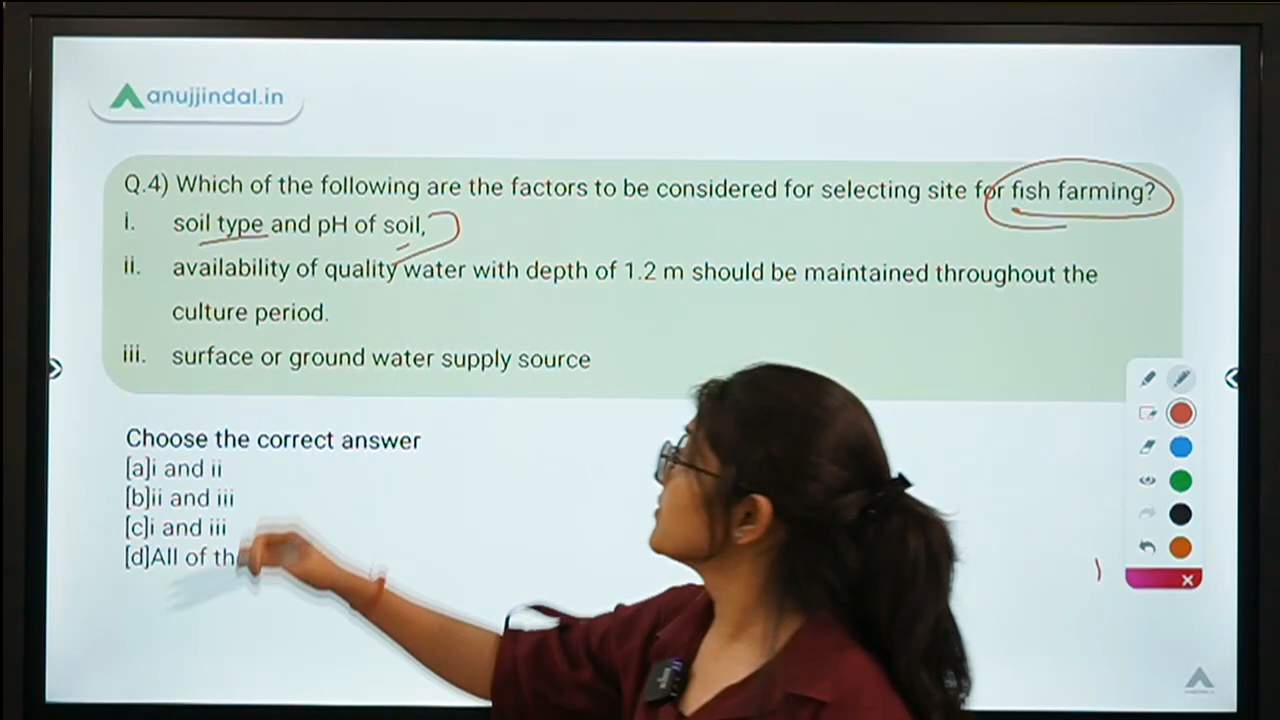 anujjindal.in
Q.4) Which of the following are the factors to be considered for selecting site for fish farming?
i. soil type and pH of soil,
ii. availability of quality water with depth of 1.2 m should be maintained throughout the
culture period.
iii. surface or ground water supply source
Choose the correct answer
[a]i and ii
[b]ii and iii
[c]i and iii
[d]All of